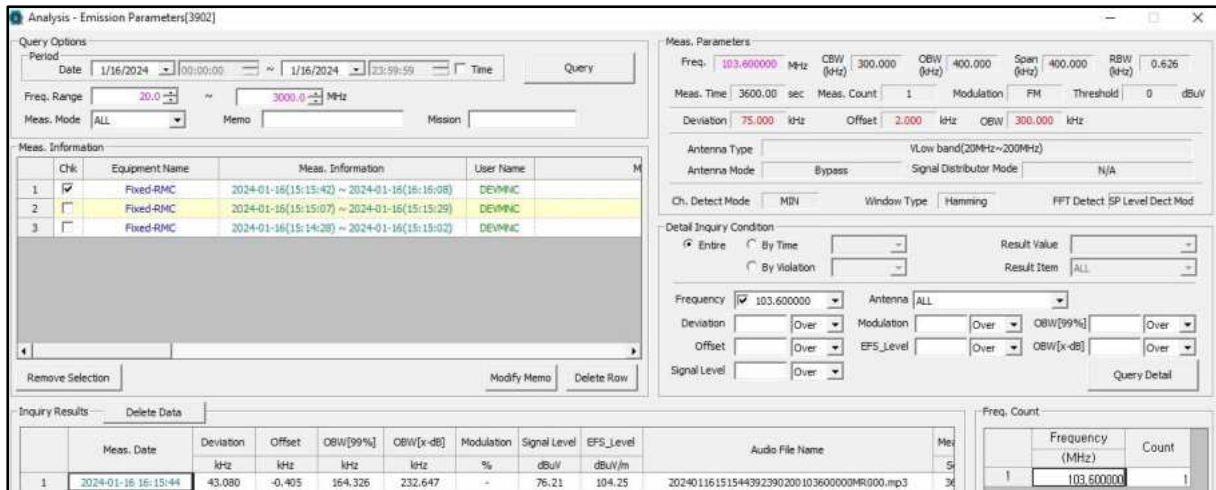 Analysis - Emission Parameters[3902]
Query Options
Period
Date 1/16/2024 00:00:00 ~ 1/16/2024 23:59:59 Time Query
Freq. Range 20.0 ~ 3000.0 MHz
Meas. Mode ALL Memo Mission
Meas. Information
Chk Equipment Name Meas. Information User Name M
1 Fixed-RMC 2024-01-16(15:15:42) ~ 2024-01-16(16:16:08) DEVMNC
2 Fixed-RMC 2024-01-16(15:15:07) ~ 2024-01-16(15:15:29) DEVMNC
3 Fixed-RMC 2024-01-16(15:14:28) ~ 2024-01-16(15:15:02) DEVMNC
Remove Selection Modify Memo Delete Row
Meas. Parameters
Freq. 103.600000 MHz CBW (kHz) 300.000 OBW (kHz) 400.000 Span (kHz) 400.000 RBW (kHz) 0.626
Meas. Time 3600.00 sec Meas. Count 1 Modulation FM Threshold 0 dBuV
Deviation 75.000 kHz Offset 2.000 kHz OBW 300.000 kHz
Antenna Type VLow band(20MHz~200MHz)
Antenna Mode Bypass Signal Distributor Mode N/A
Ch. Detect Mode MIN Window Type Hamming FFT Detect SP Level Dect Mod
Detail Inquiry Condition
Entire By Time Result Value
By Violation Result Item ALL
Frequency 103.600000 Antenna ALL
Deviation Over Modulation Over OBW[99%] Over
Offset Over EFS_Level Over OBW[x-dB] Over
Signal Level Over Query Detail
Inquiry Results Delete Data
Meas. Date Deviation Offset OBW[99%] OBW[x-dB] Modulation Signal Level EFS_Level Audio File Name Mea
kHz kHz kHz kHz % dBuV dBuV/m S
1 2024-01-16 16:15:44 43.080 -0.405 164.326 232.647 - 76.21 104.25 20240116151544392390200103600000MR000.mp3 36
Freq. Count
Frequency (MHz) Count
1 103.600000 1